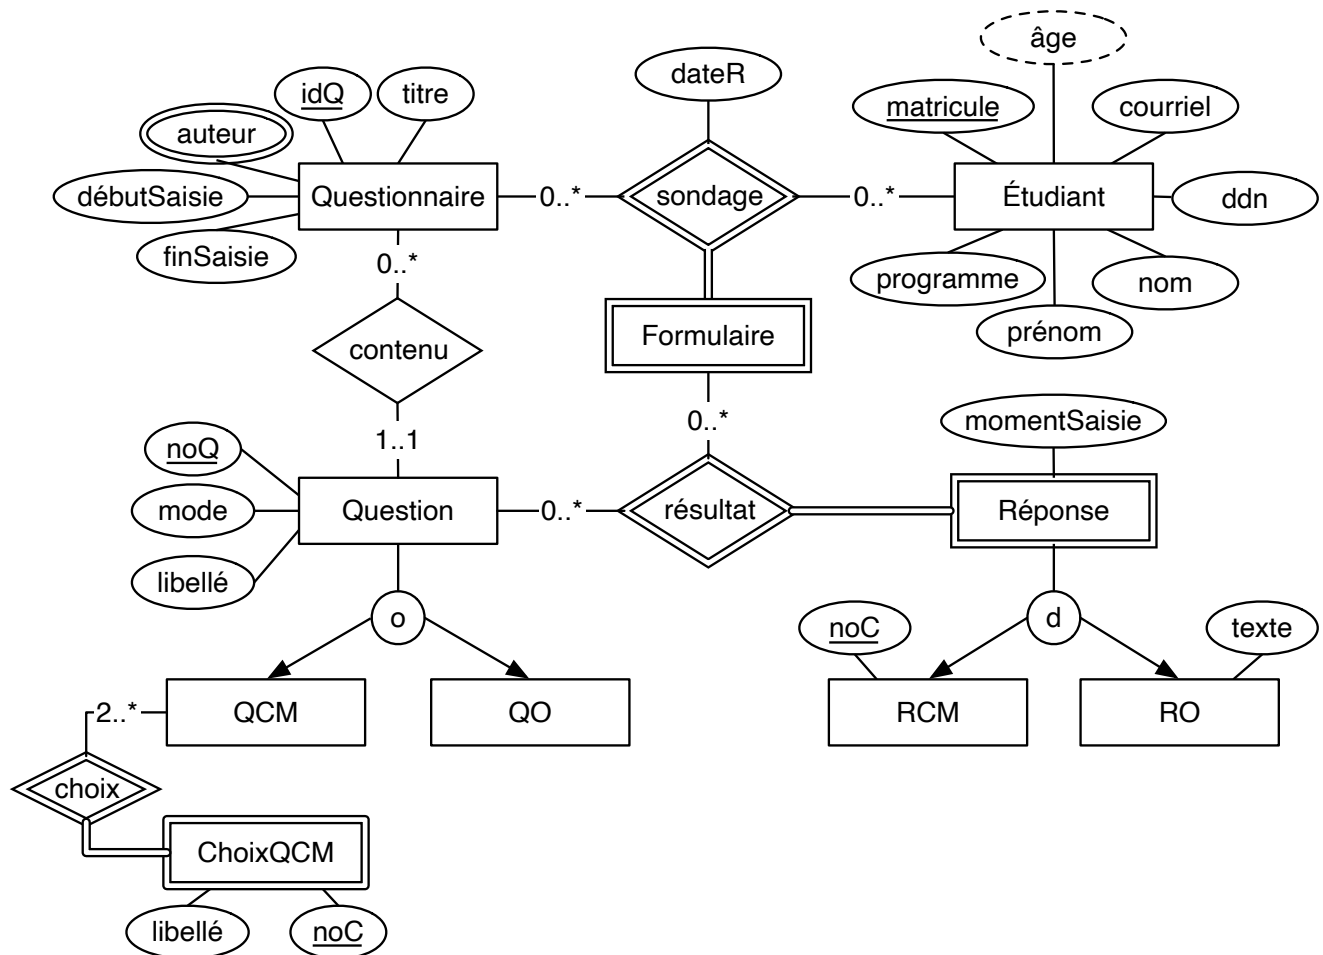 âge
dateR
idQ titre
matricule courriel
auteur
débutSaisie Questionnaire 0..* sondage 0..* Étudiant ddn
finSaisie 0..*
programme nom
prénom
contenu Formulaire
0..* momentSaisie
noQ 1..1
mode Question 0..* résultat Réponse
libellé
o d
noC texte
2..* QCM QO RCM RO
choix
ChoixQCM
libellé noC